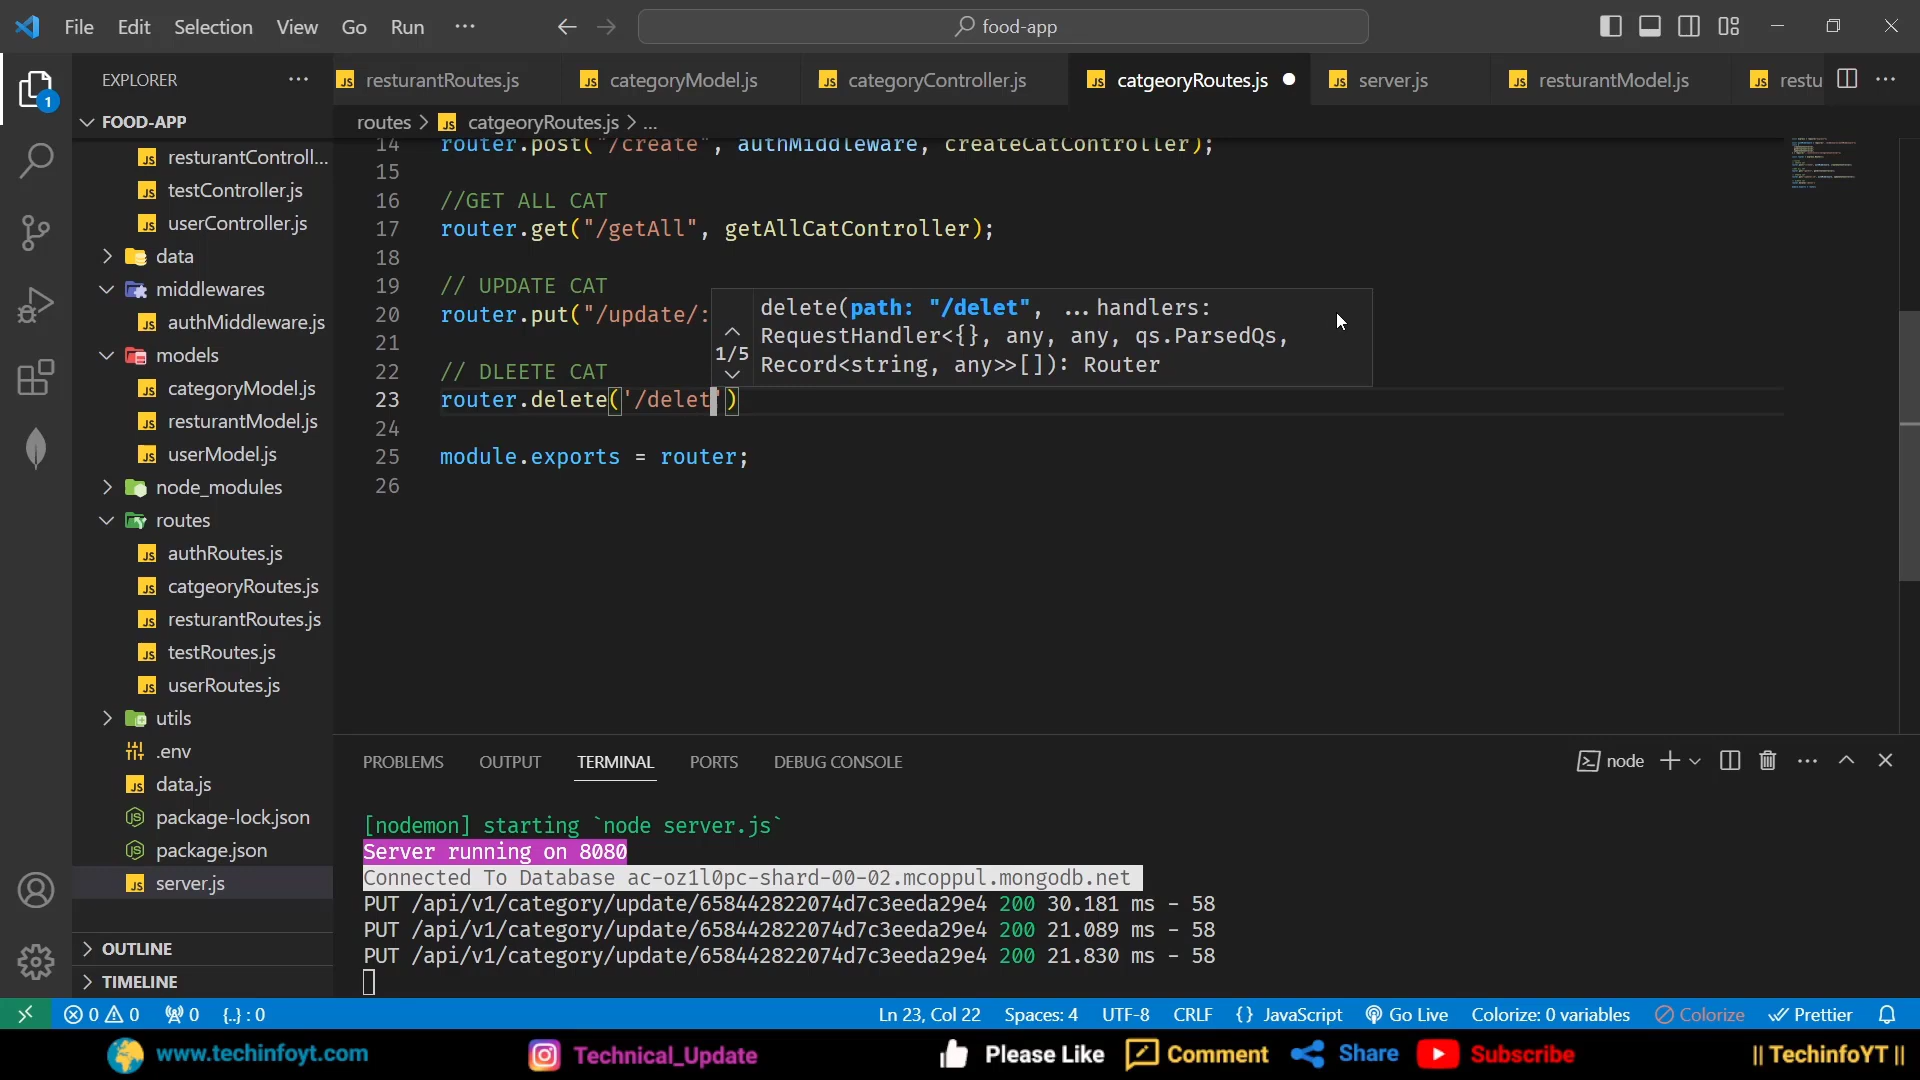 File Edit Selection View Go Run ··· food-app
EXPLORER ···
resturantRoutes.js categoryModel.js categoryController.js catgeoryRoutes.js server.js resturantModel.js restu ···
FOOD-APP
routes > catgeoryRoutes.js > ...
resturantControll...
testController.js
userController.js
data
middlewares
authMiddleware.js
models
categoryModel.js
resturantModel.js
userModel.js
node_modules
routes
authRoutes.js
catgeoryRoutes.js
resturantRoutes.js
testRoutes.js
userRoutes.js
utils
.env
data.js
package-lock.json
package.json
server.js
OUTLINE
TIMELINE
14 router.post("/create", authMiddleware, createCatController);
15
16 //GET ALL CAT
17 router.get("/getAll", getAllCatController);
18
19 // UPDATE CAT
20 router.put("/update/:
21
22 // DLEETE CAT
23 router.delete('/delet')
24
25 module.exports = router;
26
delete(path: "/delet", ...handlers:
RequestHandler<{}, any, any, qs.ParsedQs,
Record<string, any>>[]): Router
1/5
PROBLEMS OUTPUT TERMINAL PORTS DEBUG CONSOLE node
[nodemon] starting `node server.js`
Server running on 8080
Connected To Database ac-oz1l0pc-shard-00-02.mcoppul.mongodb.net
PUT /api/v1/category/update/658442822074d7c3eeda29e4 200 30.181 ms - 58
PUT /api/v1/category/update/658442822074d7c3eeda29e4 200 21.089 ms - 58
PUT /api/v1/category/update/658442822074d7c3eeda29e4 200 21.830 ms - 58
0 0 0 {..} : 0 Ln 23, Col 22 Spaces: 4 UTF-8 CRLF {} JavaScript Go Live Colorize: 0 variables Colorize Prettier
www.techinfoyt.com Technical_Update Please Like Comment Share Subscribe || TechinfoYT ||